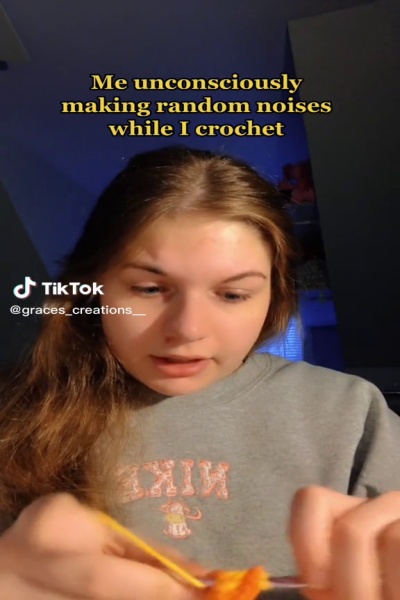 Me unconsciously
making random noises
while I crochet
TikTok
@graces_creations__
NIKE